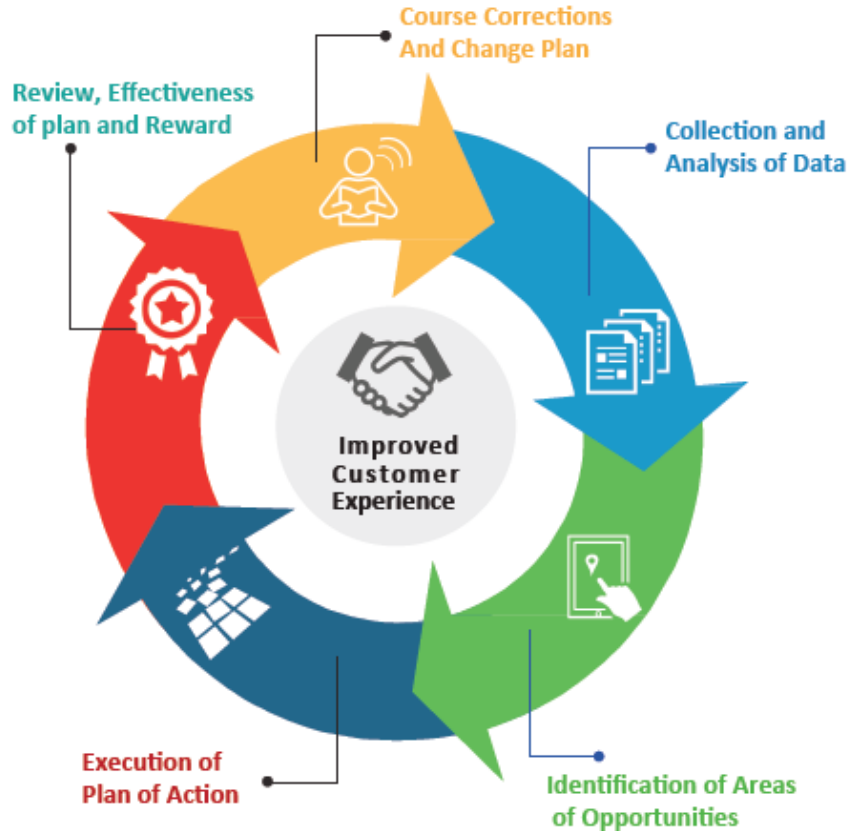 Course Corrections
And Change Plan
Review, Effectiveness
of plan and Reward
Collection and
Analysis of Data
Improved
Customer
Experience
Execution of
Plan of Action
Identification of Areas
of Opportunities